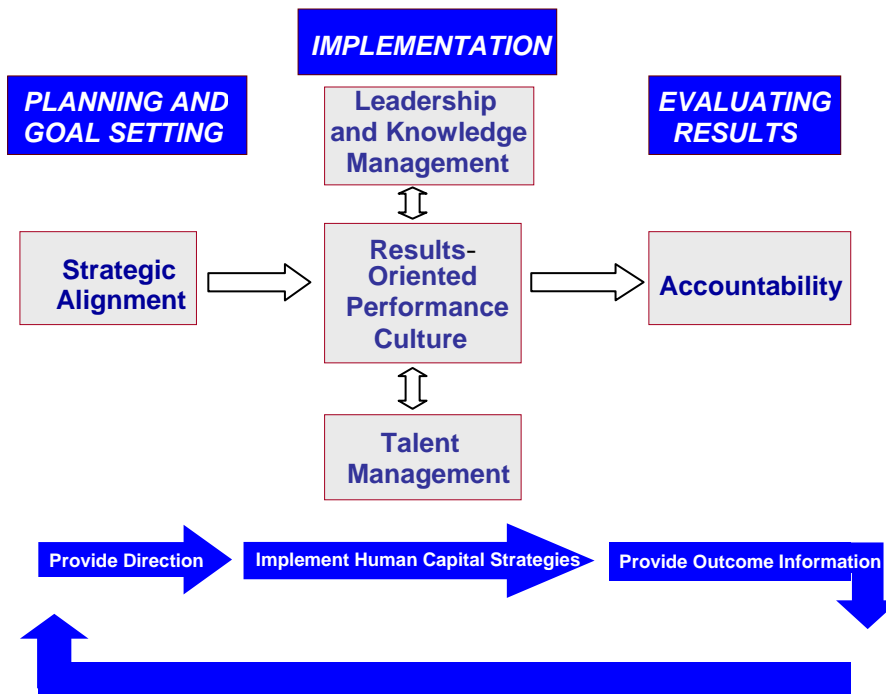 IMPLEMENTATION
PLANNING AND
GOAL SETTING
EVALUATING
RESULTS
Leadership
and Knowledge
Management
Strategic
Alignment
Results-
Oriented
Performance
Culture
Accountability
Talent
Management
Provide Direction
Implement Human Capital Strategies
Provide Outcome Information